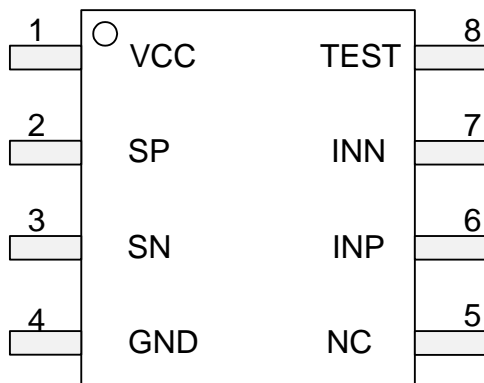 1 VCC TEST 8
2 SP INN 7
3 SN INP 6
4 GND NC 5